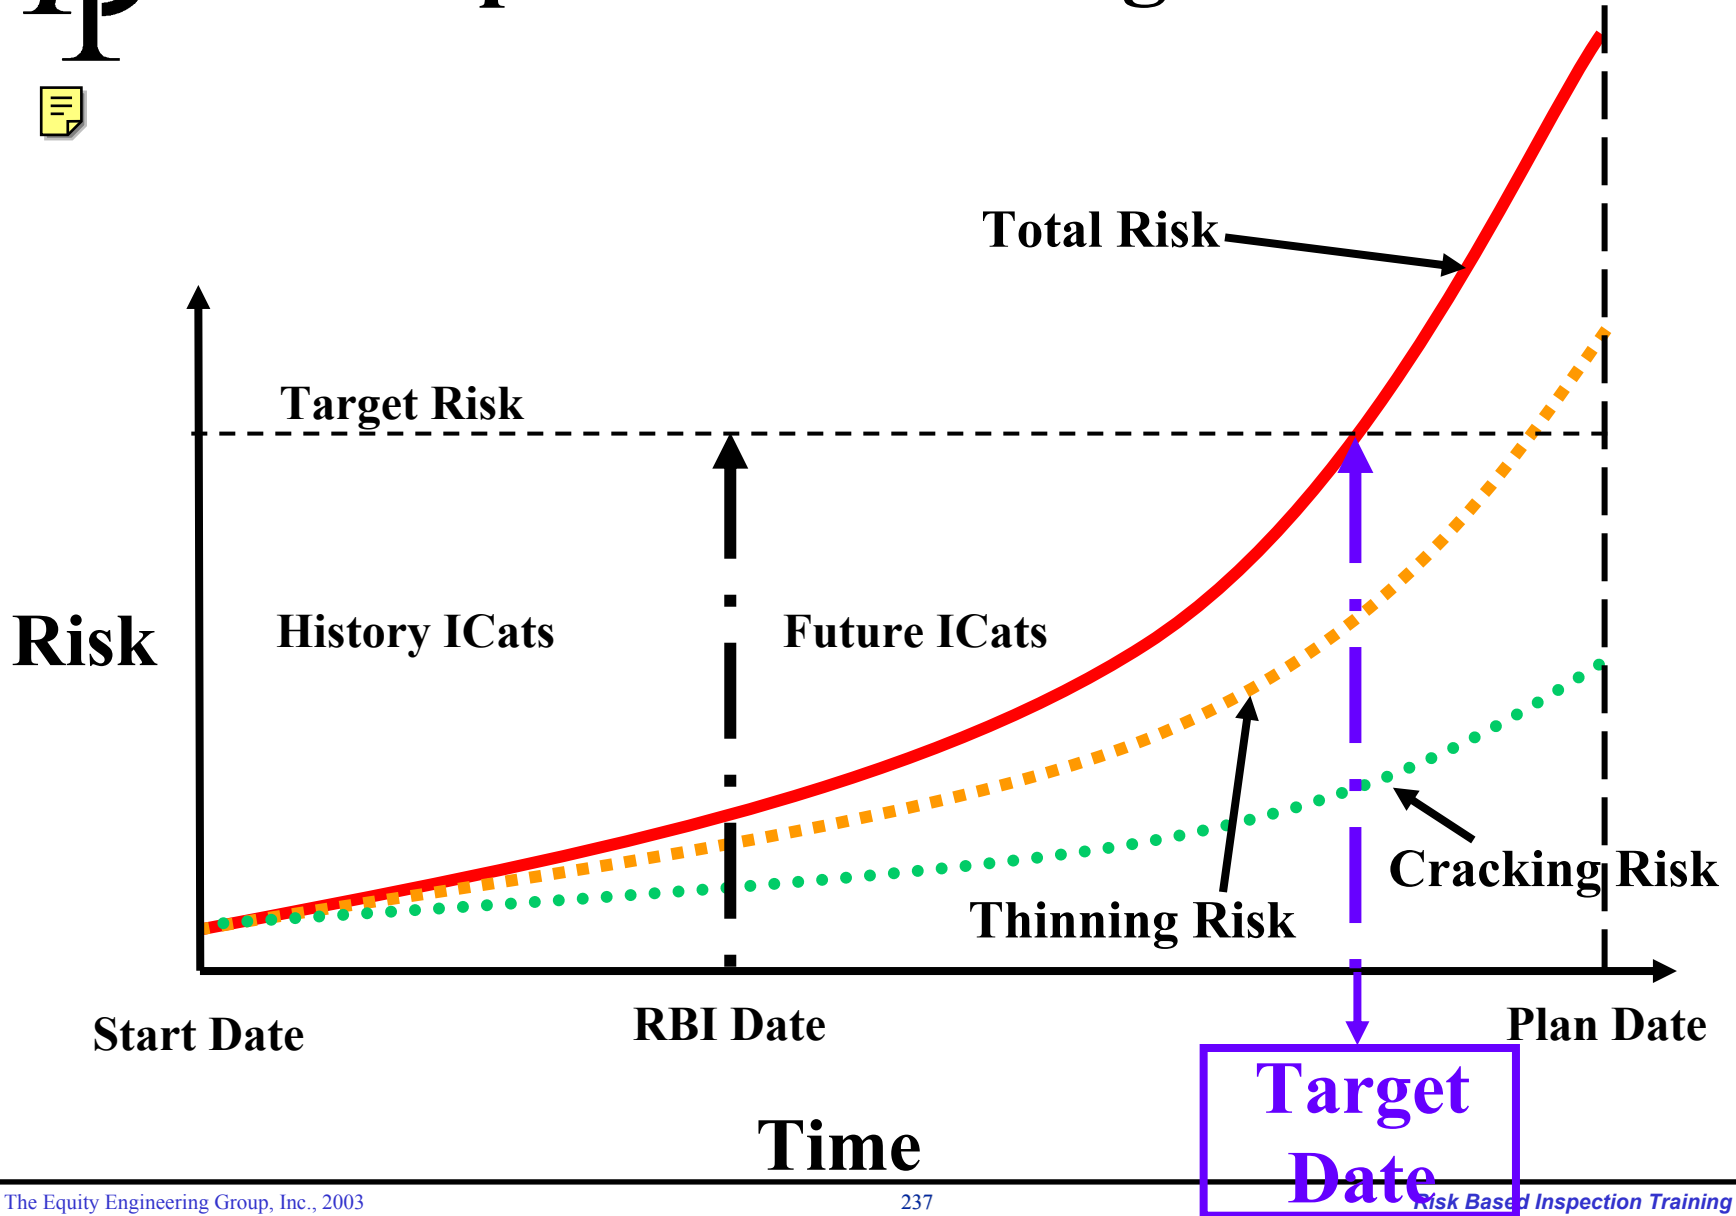 Total Risk
Target Risk
Risk
History ICats
Future ICats
Cracking Risk
Thinning Risk
Start Date
RBI Date
Plan Date
Target
Date
Time
The Equity Engineering Group, Inc., 2003
237
Risk Based Inspection Training